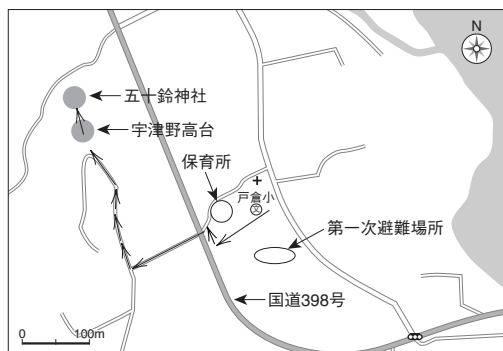 N
五十鈴神社
宇津野高台
保育所
戸倉小
文
第一次避難場所
国道398号
0 100m